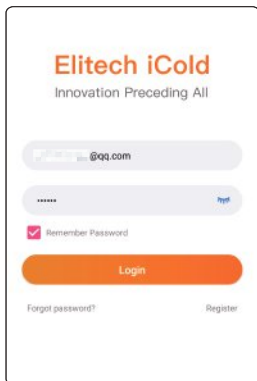 Elitech iCold
Innovation Preceding All
@qq.com
Remember Password
Login
Forgot password?
Register